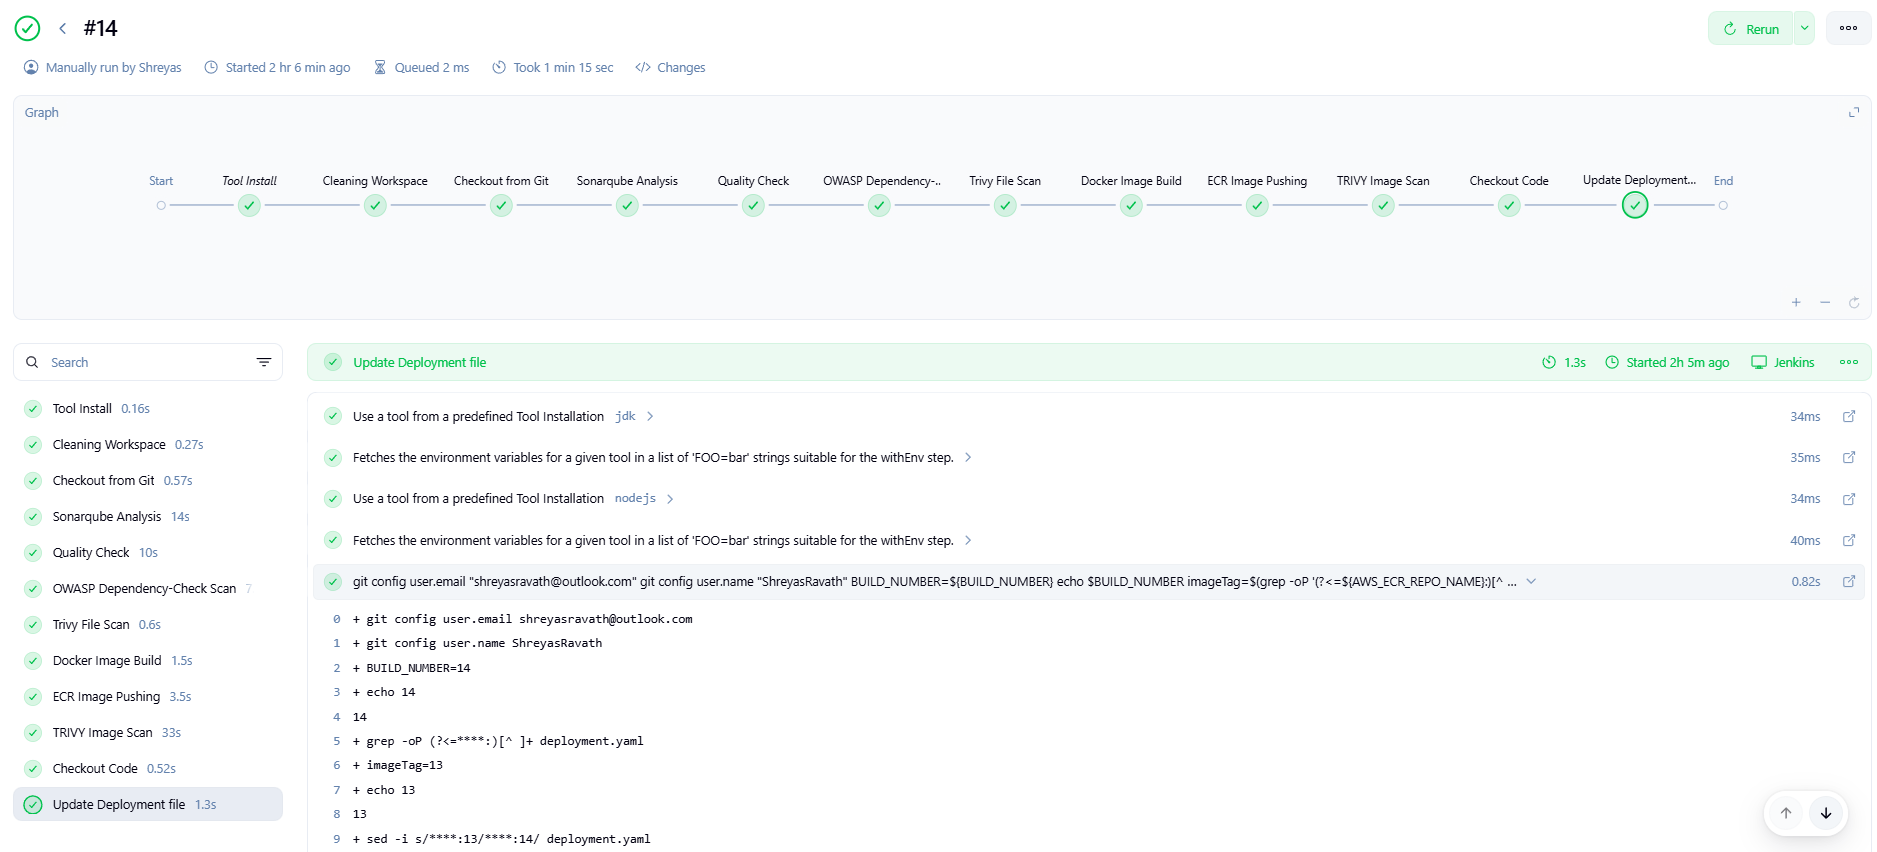 #14
Rerun
Manually run by Shreyas Started 2 hr 6 min ago Queued 2 ms Took 1 min 15 sec Changes
Graph
Start Tool Install Cleaning Workspace Checkout from Git Sonarqube Analysis Quality Check OWASP Dependency-.. Trivy File Scan Docker Image Build ECR Image Pushing TRIVY Image Scan Checkout Code Update Deployment... End
Search
Tool Install 0.16s
Cleaning Workspace 0.27s
Checkout from Git 0.57s
Sonarqube Analysis 14s
Quality Check 10s
OWASP Dependency-Check Scan 7
Trivy File Scan 0.6s
Docker Image Build 1.5s
ECR Image Pushing 3.5s
TRIVY Image Scan 33s
Checkout Code 0.52s
Update Deployment file 1.3s
Update Deployment file 1.3s Started 2h 5m ago Jenkins
Use a tool from a predefined Tool Installation jdk 34ms
Fetches the environment variables for a given tool in a list of 'FOO=bar' strings suitable for the withEnv step. 35ms
Use a tool from a predefined Tool Installation nodejs 34ms
Fetches the environment variables for a given tool in a list of 'FOO=bar' strings suitable for the withEnv step. 40ms
git config user.email "shreyasravath@outlook.com" git config user.name "ShreyasRavath" BUILD_NUMBER=${BUILD_NUMBER} echo $BUILD_NUMBER imageTag=$(grep -oP '(?<=${AWS_ECR_REPO_NAME}:)[^ ... 0.82s
0 + git config user.email shreyasravath@outlook.com
1 + git config user.name ShreyasRavath
2 + BUILD_NUMBER=14
3 + echo 14
4 14
5 + grep -oP (?<=****:)[^ ]+ deployment.yaml
6 + imageTag=13
7 + echo 13
8 13
9 + sed -i s/****:13/****:14/ deployment.yaml